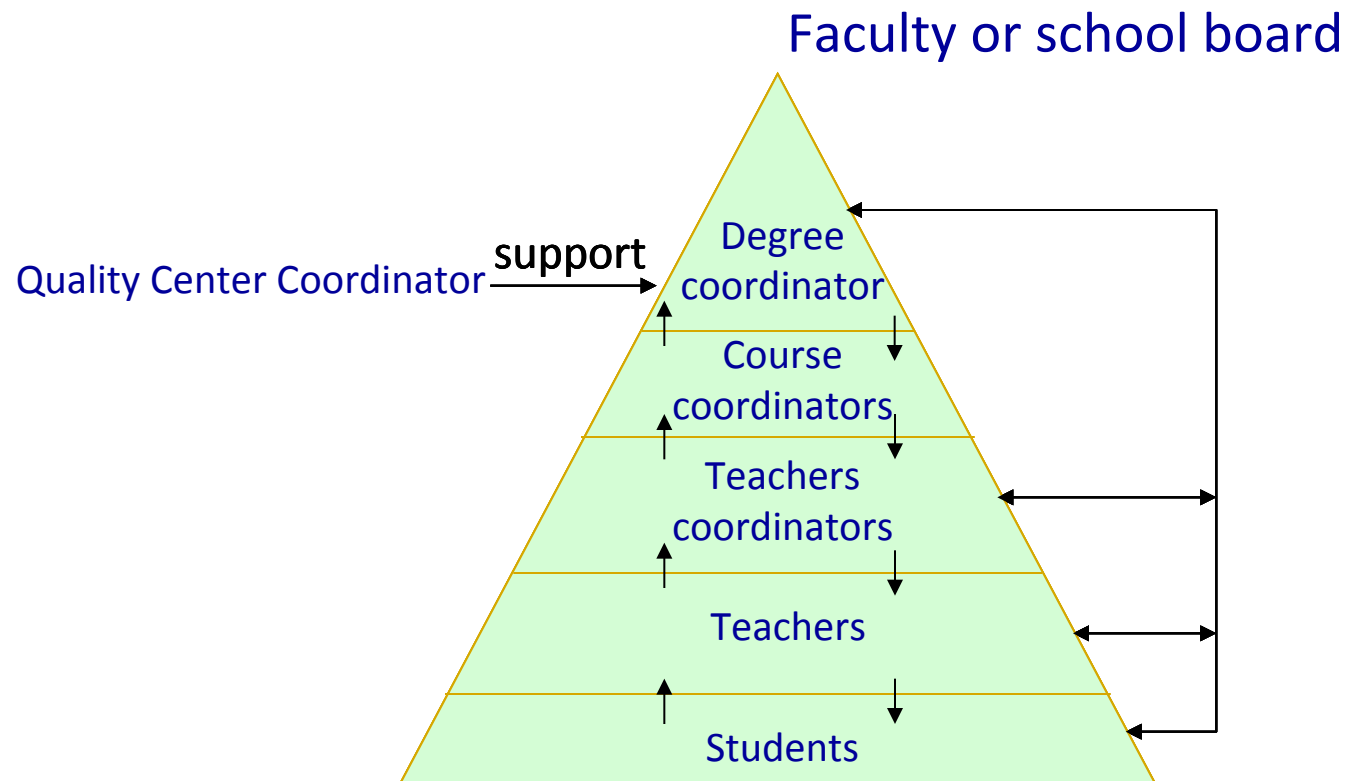 Faculty or school board
Quality Center Coordinator
support
Degree
coordinator
Course
coordinators
Teachers
coordinators
Teachers
Students